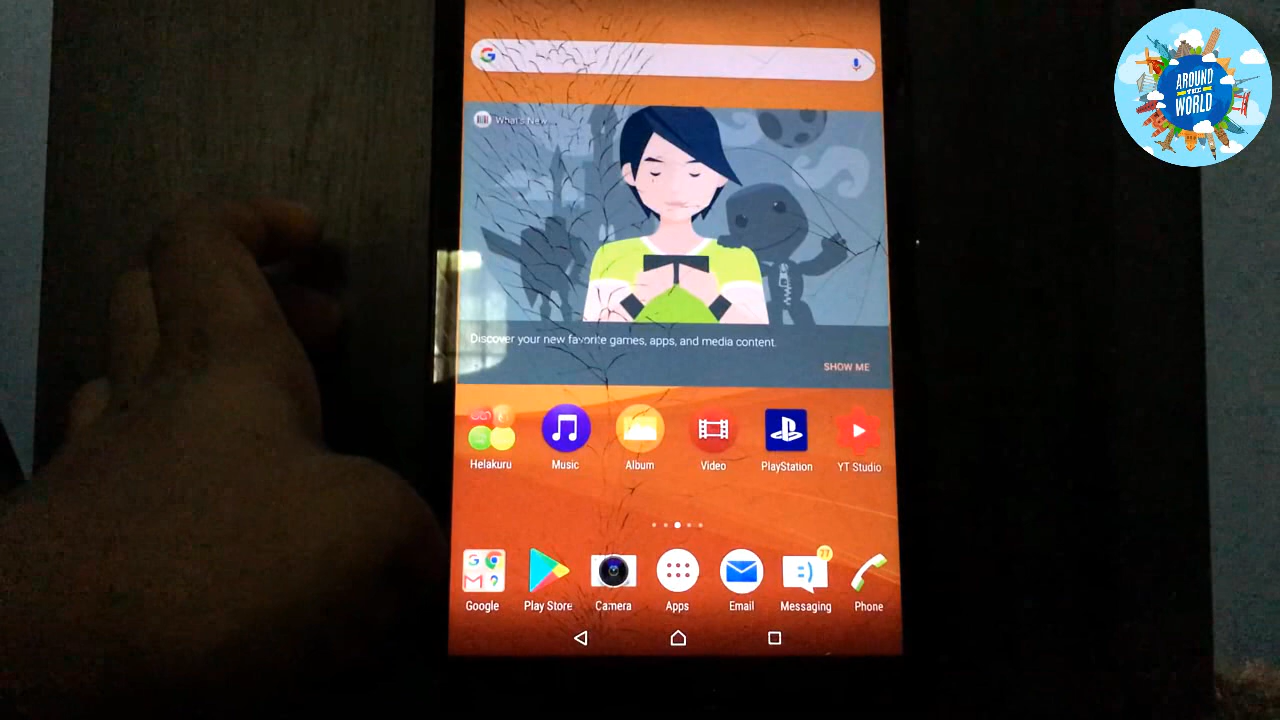 AROUND
THE
WORLD
G
What's New...
Discover your new favorite games, apps, and media content.
SHOW ME
Helakuru
Music
Album
Video
PlayStation
YT Studio
77
Google
Play Store
Camera
Apps
Email
Messaging
Phone